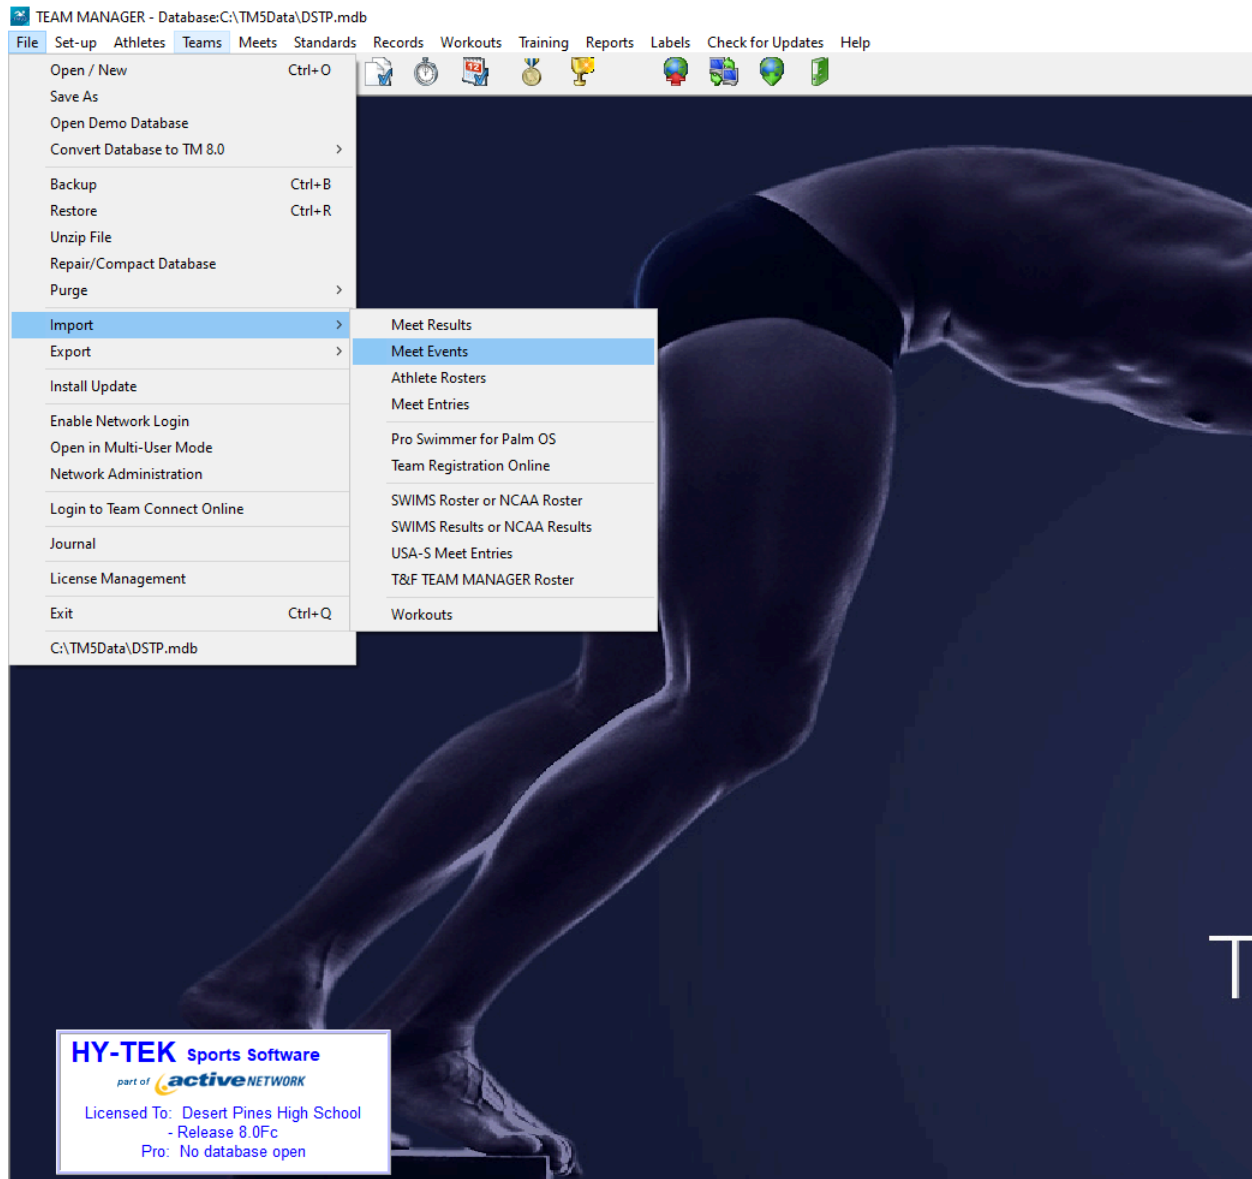 TEAM MANAGER - Database:C:\TM5Data\DSTP.mdb
File Set-up Athletes Teams Meets Standards Records Workouts Training Reports Labels Check for Updates Help
Open / New Ctrl+O
Save As
Open Demo Database
Convert Database to TM 8.0 >
Backup Ctrl+B
Restore Ctrl+R
Unzip File
Repair/Compact Database
Purge >
Import >
Export >
Install Update
Enable Network Login
Open in Multi-User Mode
Network Administration
Login to Team Connect Online
Journal
License Management
Exit Ctrl+Q
C:\TM5Data\DSTP.mdb
Meet Results
Meet Events
Athlete Rosters
Meet Entries
Pro Swimmer for Palm OS
Team Registration Online
SWIMS Roster or NCAA Roster
SWIMS Results or NCAA Results
USA-S Meet Entries
T&F TEAM MANAGER Roster
Workouts
12
T
HY-TEK Sports Software
part of active NETWORK
Licensed To: Desert Pines High School
- Release 8.0Fc
Pro: No database open